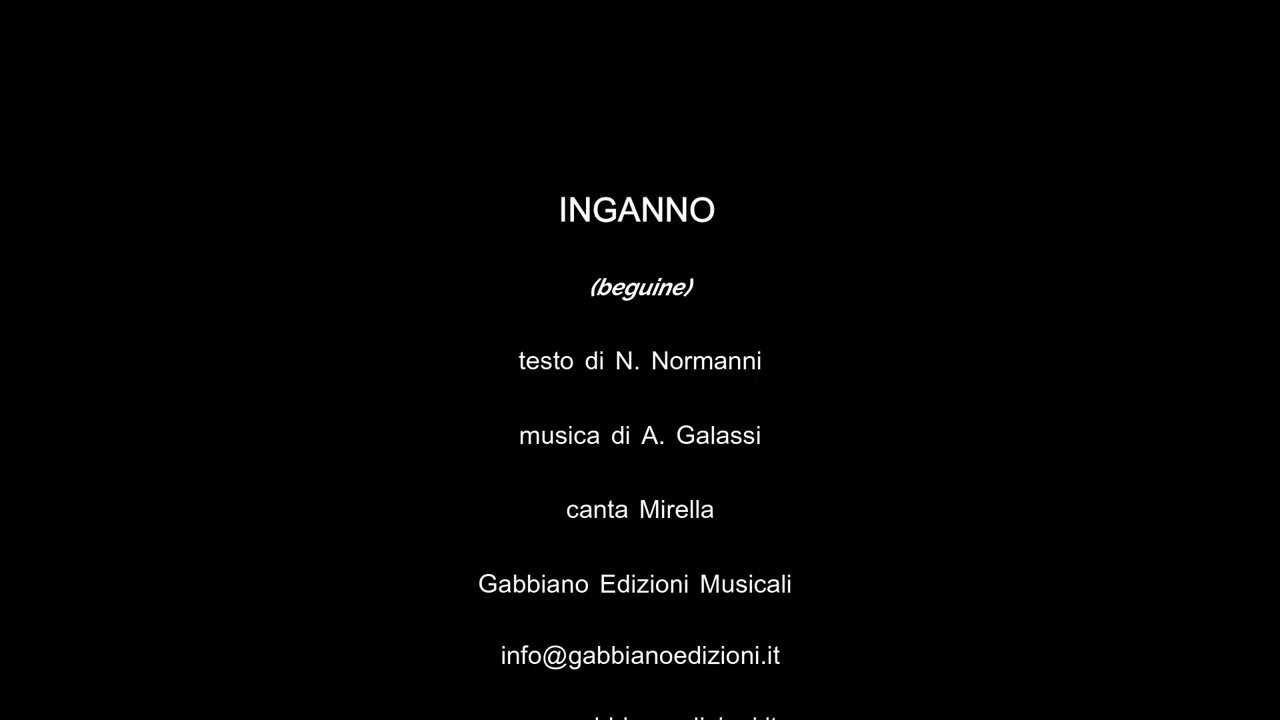 INGANNO
(beguine)
testo di N. Normanni
musica di A. Galassi
canta Mirella
Gabbiano Edizioni Musicali
info@gabbianoedizioni.it